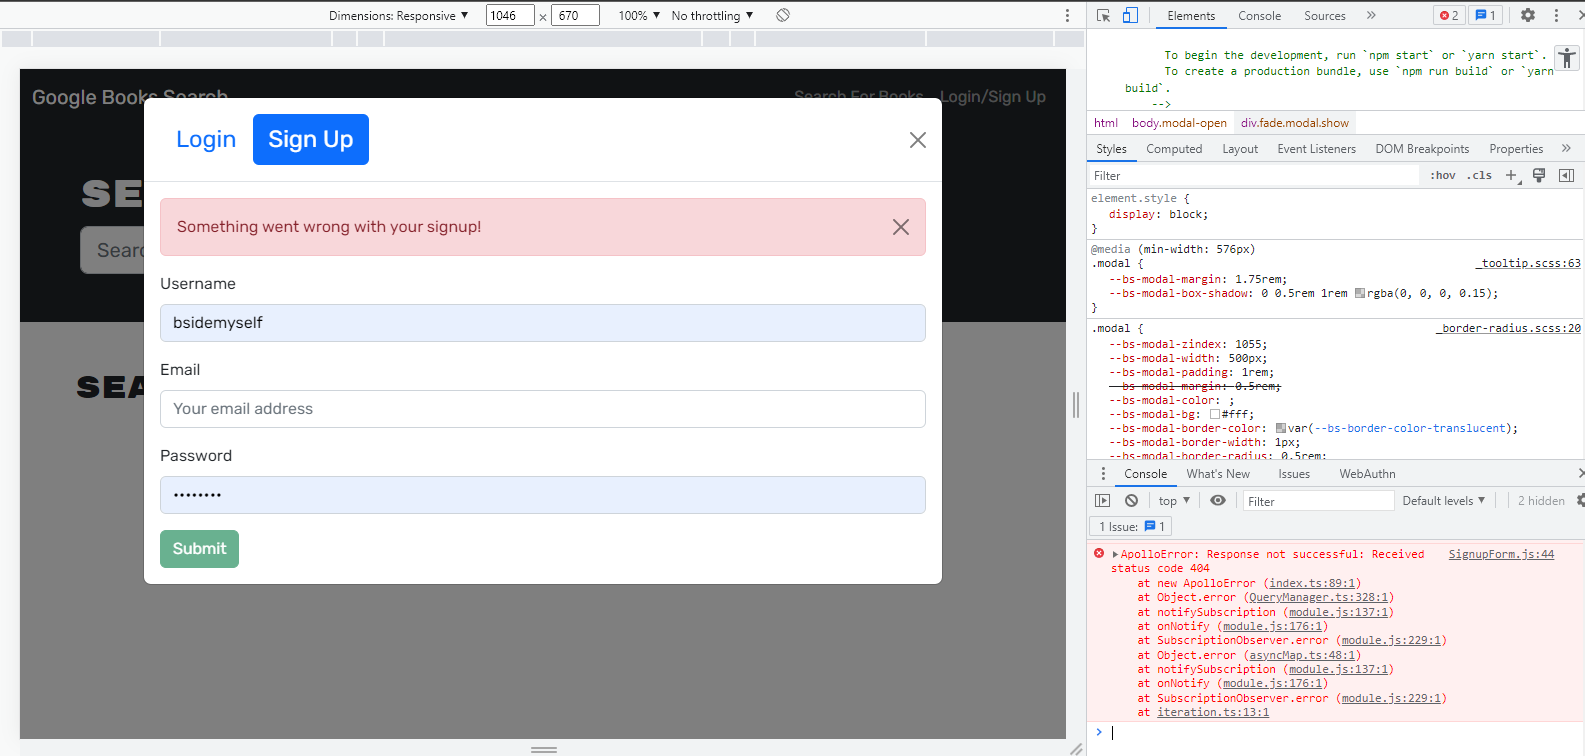 Dimensions: Responsive ▼ 1046 × 670 100% ▼ No throttling ▼
Google Books Search
Search For Books Login/Sign Up
Login Sign Up
SE
Sear
Something went wrong with your signup!
Username
bsidemyself
Email
Your email address
SEA
Password
••••••••
Submit
Elements Console Sources » 2 1
To begin the development, run `npm start` or `yarn start`.
To create a production bundle, use `npm run build` or `yarn
build`.
-->
html body.modal-open div.fade.modal.show
Styles Computed Layout Event Listeners DOM Breakpoints Properties »
Filter :hov .cls +
element.style {
display: block;
}
@media (min-width: 576px)
.modal { _tooltip.scss:63
--bs-modal-margin: 1.75rem;
--bs-modal-box-shadow: 0 0.5rem 1rem rgba(0, 0, 0, 0.15);
}
.modal { _border-radius.scss:20
--bs-modal-zindex: 1055;
--bs-modal-width: 500px;
--bs-modal-padding: 1rem;
--bs-modal-margin: 0.5rem;
--bs-modal-color: ;
--bs-modal-bg: #fff;
--bs-modal-border-color: var(--bs-border-color-translucent);
--bs-modal-border-width: 1px;
--bs-modal-border-radius: 0.5rem;
Console What's New Issues WebAuthn
top ▼ Filter Default levels ▼ 2 hidden
1 Issue: 1
ApolloError: Response not successful: Received SignupForm.js:44
status code 404
at new ApolloError (index.ts:89:1)
at Object.error (QueryManager.ts:328:1)
at notifySubscription (module.js:137:1)
at onNotify (module.js:176:1)
at SubscriptionObserver.error (module.js:229:1)
at Object.error (asyncMap.ts:48:1)
at notifySubscription (module.js:137:1)
at onNotify (module.js:176:1)
at SubscriptionObserver.error (module.js:229:1)
at iteration.ts:13:1
>